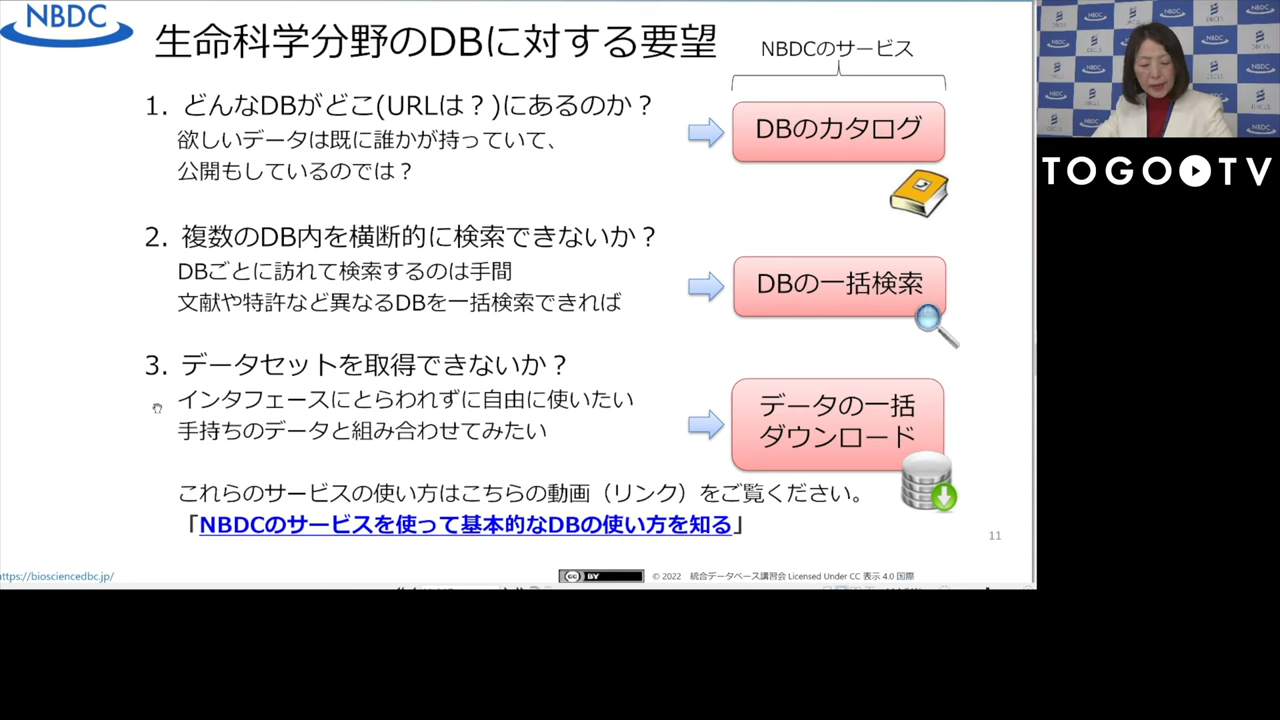 NBDC
生命科学分野のDBに対する要望
NBDCのサービス
1. どんなDBがどこ(URLは？)にあるのか？
欲しいデータは既に誰かが持っていて、
公開もしているのでは？
DBのカタログ
2. 複数のDB内を横断的に検索できないか？
DBごとに訪れて検索するのは手間
文献や特許など異なるDBを一括検索できれば
DBの一括検索
3. データセットを取得できないか？
インタフェースにとらわれずに自由に使いたい
手持ちのデータと組み合わせてみたい
データの一括
ダウンロード
これらのサービスの使い方はこちらの動画（リンク）をご覧ください。
「NBDCのサービスを使って基本的なDBの使い方を知る」
11
https://biosciencedbc.jp/
CC BY
© 2022 統合データベース講習会 Licensed Under CC 表示 4.0 国際
TOGO TV